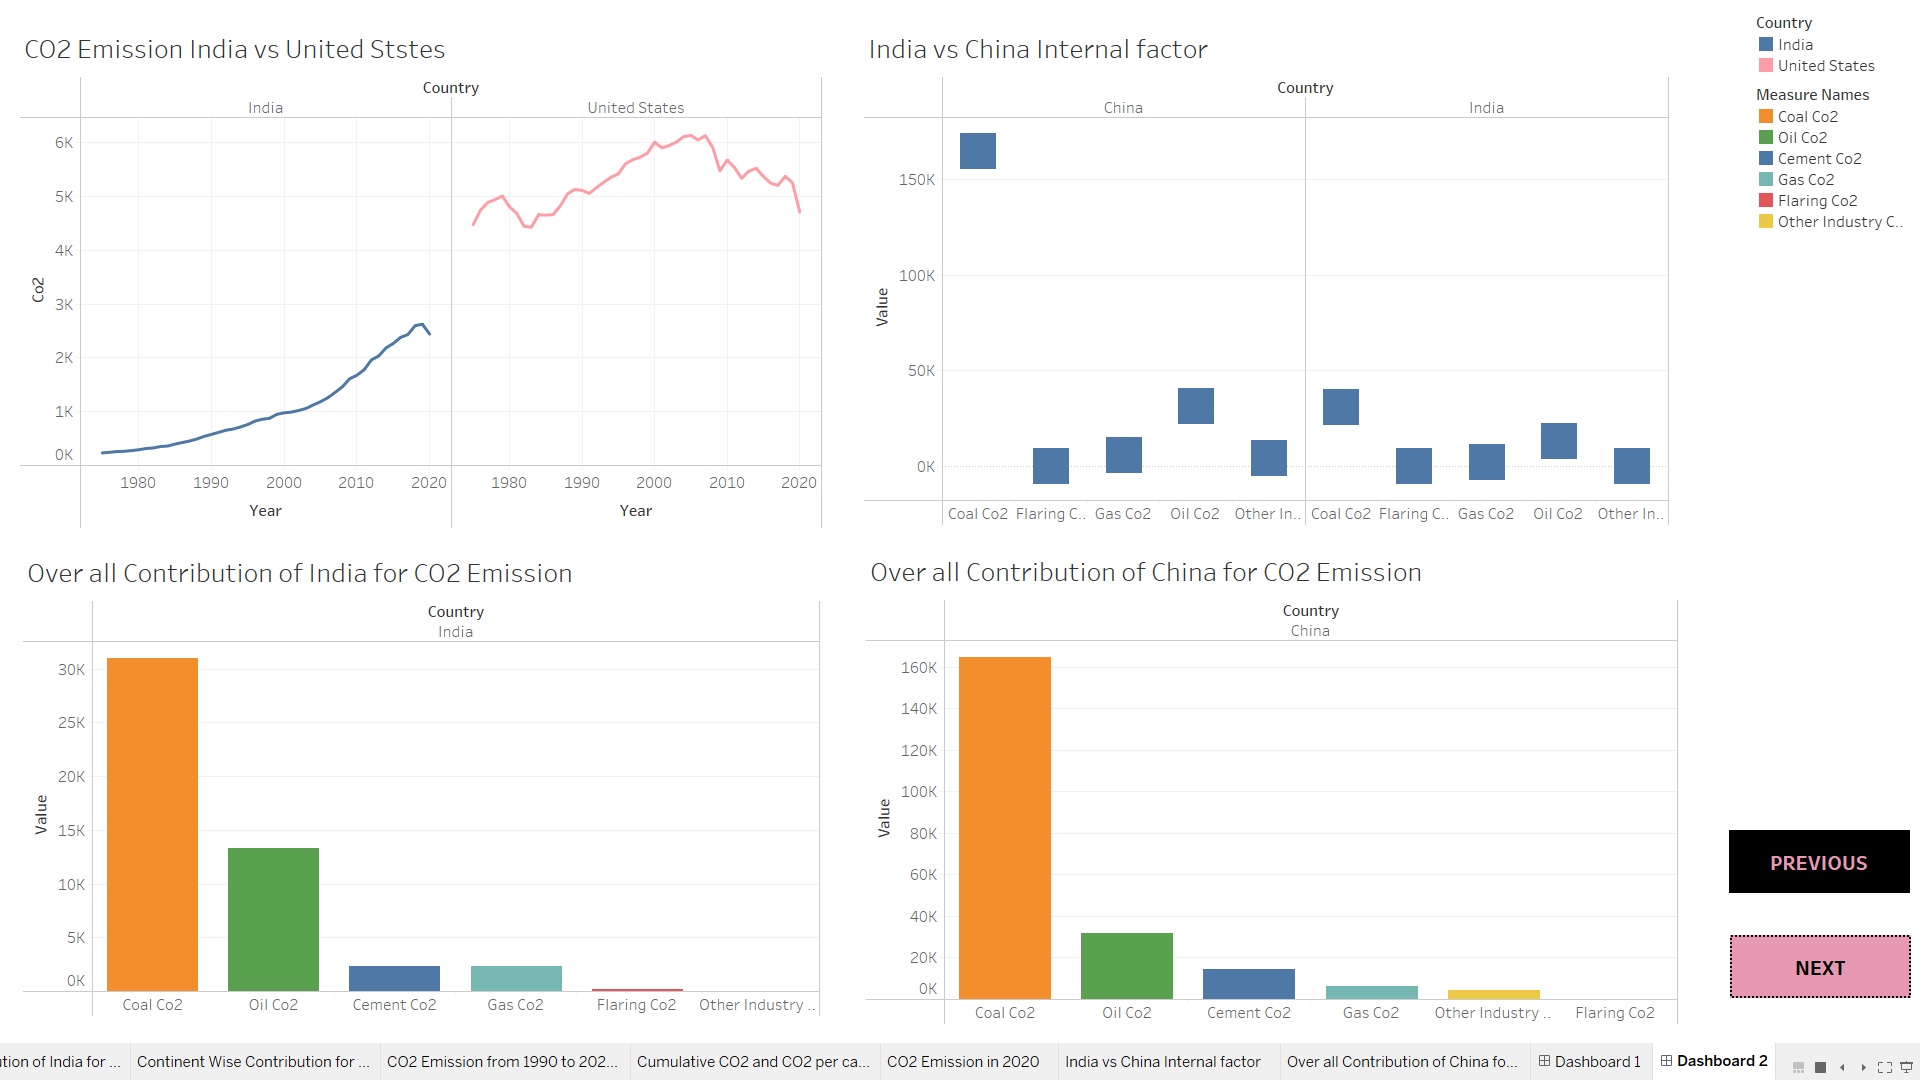 CO2 Emission India vs United Ststes
Country
India
United States
6K
5K
4K
3K
2K
1K
0K
Co2
1980
1990
2000
2010
2020
1980
1990
2000
2010
2020
Year
Year
India vs China Internal factor
Country
China
India
150K
100K
50K
0K
Value
Coal Co2
Flaring C..
Gas Co2
Oil Co2
Other In..
Coal Co2
Flaring C..
Gas Co2
Oil Co2
Other In..
Country
India
United States
Measure Names
Coal Co2
Oil Co2
Cement Co2
Gas Co2
Flaring Co2
Other Industry C..
Over all Contribution of India for CO2 Emission
Country
India
30K
25K
20K
15K
10K
5K
0K
Value
Coal Co2
Oil Co2
Cement Co2
Gas Co2
Flaring Co2
Other Industry ..
Over all Contribution of China for CO2 Emission
Country
China
160K
140K
120K
100K
80K
60K
40K
20K
0K
Value
Coal Co2
Oil Co2
Cement Co2
Gas Co2
Other Industry ..
Flaring Co2
PREVIOUS
NEXT
tion of India for ...
Continent Wise Contribution for ...
CO2 Emission from 1990 to 202...
Cumulative CO2 and CO2 per ca...
CO2 Emission in 2020
India vs China Internal factor
Over all Contribution of China fo...
Dashboard 1
Dashboard 2